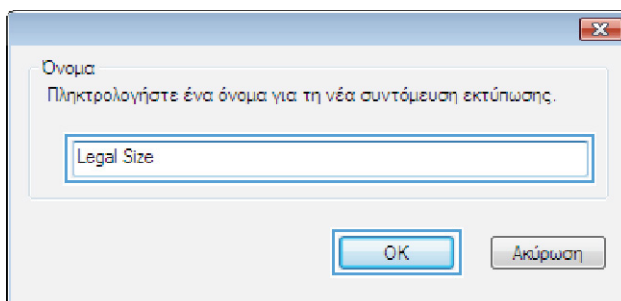 Όνομα
Πληκτρολογήστε ένα όνομα για τη νέα συντόμευση εκτύπωσης.
Legal Size
OK
Ακύρωση